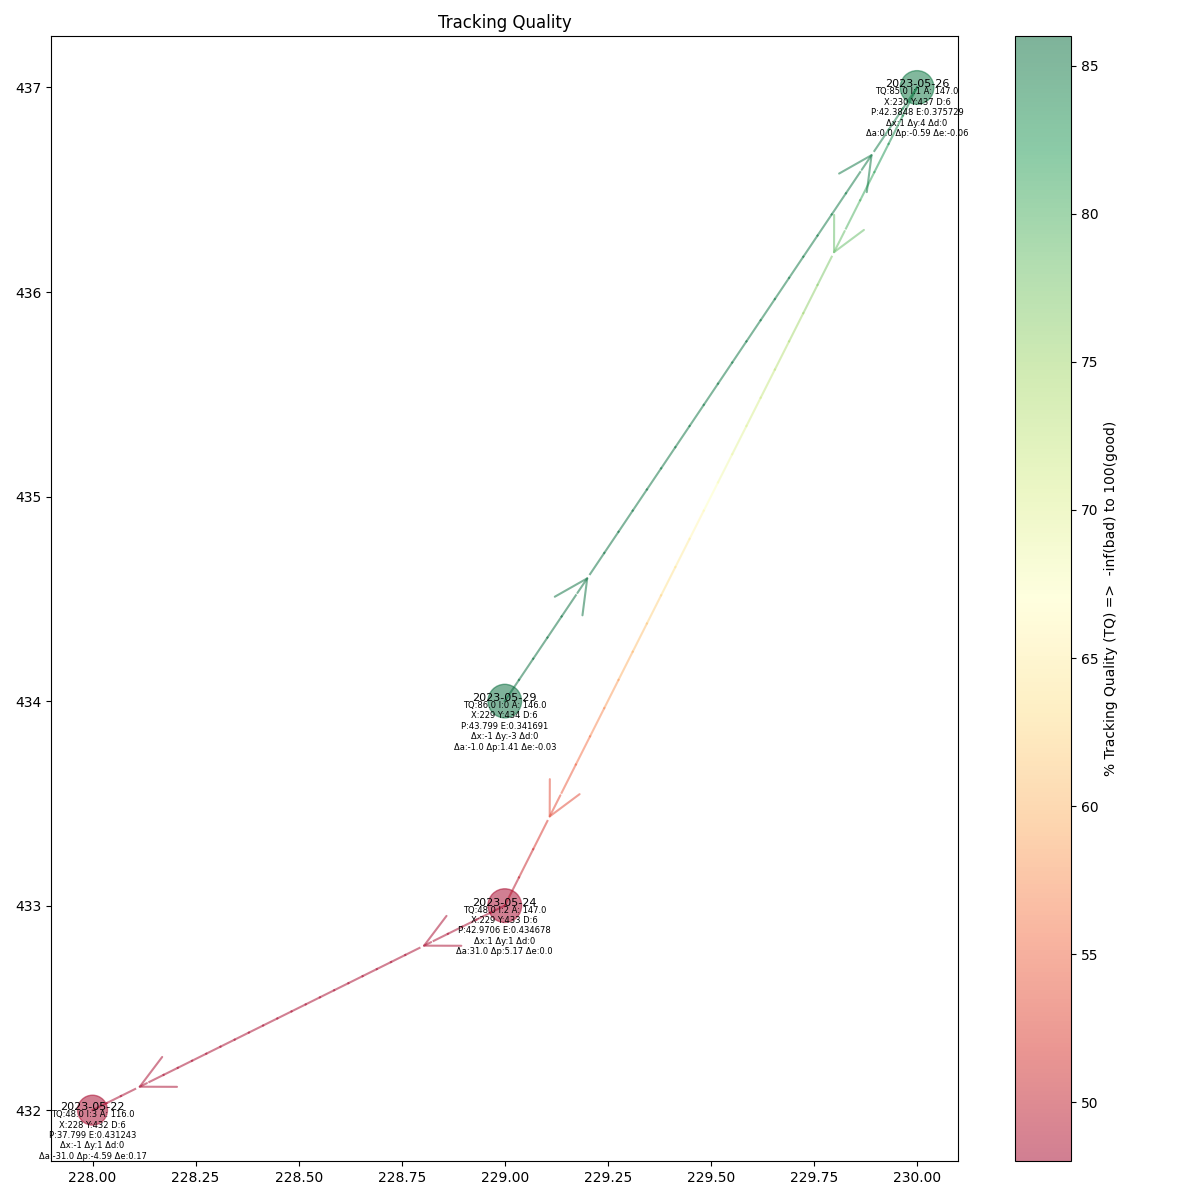 Tracking Quality
437
436
435
434
433
432
228.00
228.25
228.50
228.75
229.00
229.25
229.50
229.75
230.00
2023-05-26
TQ:85.0 I:1 A: 147.0
X:230 Y:437 D:6
P:42.3848 E:0.375729
Δx:1 Δy:4 Δd:0
Δa:0.0 Δp:-0.59 Δe:-0.06
2023-05-29
TQ:86.0 I:0 A: 146.0
X:229 Y:434 D:6
P:43.799 E:0.341691
Δx:-1 Δy:-3 Δd:0
Δa:-1.0 Δp:1.41 Δe:-0.03
2023-05-24
TQ:48.0 I:2 A: 147.0
X:229 Y:433 D:6
P:42.9706 E:0.434678
Δx:1 Δy:1 Δd:0
Δa:31.0 Δp:5.17 Δe:0.0
2023-05-22
TQ:48.0 I:3 A: 116.0
X:228 Y:432 D:6
P:37.799 E:0.431243
Δx:-1 Δy:1 Δd:0
Δa:-31.0 Δp:-4.59 Δe:0.17
85
80
75
70
65
60
55
50
% Tracking Quality (TQ) => -inf(bad) to 100(good)